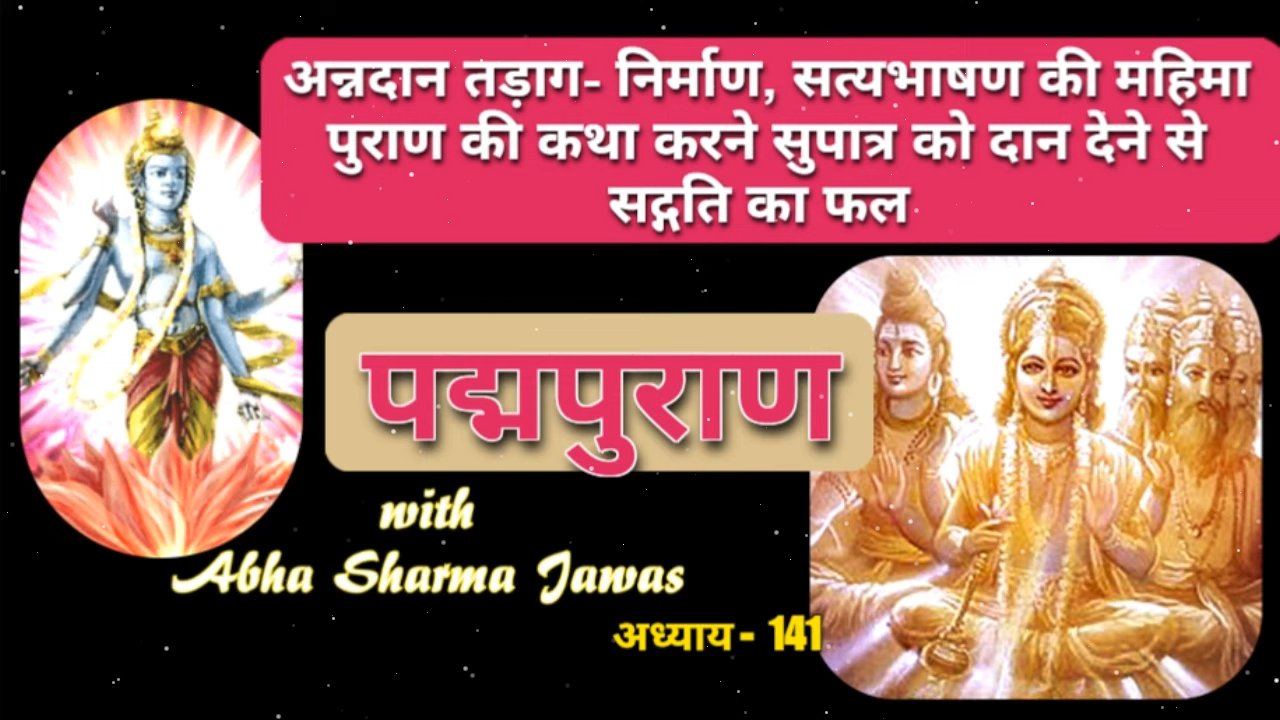 अन्नदान तड़ाग- निर्माण, सत्यभाषण की महिमा
पुराण की कथा करने सुपात्र को दान देने से
सद्गति का फल
पद्मपुराण
with
Abha Sharma Jawas
अध्याय - 141